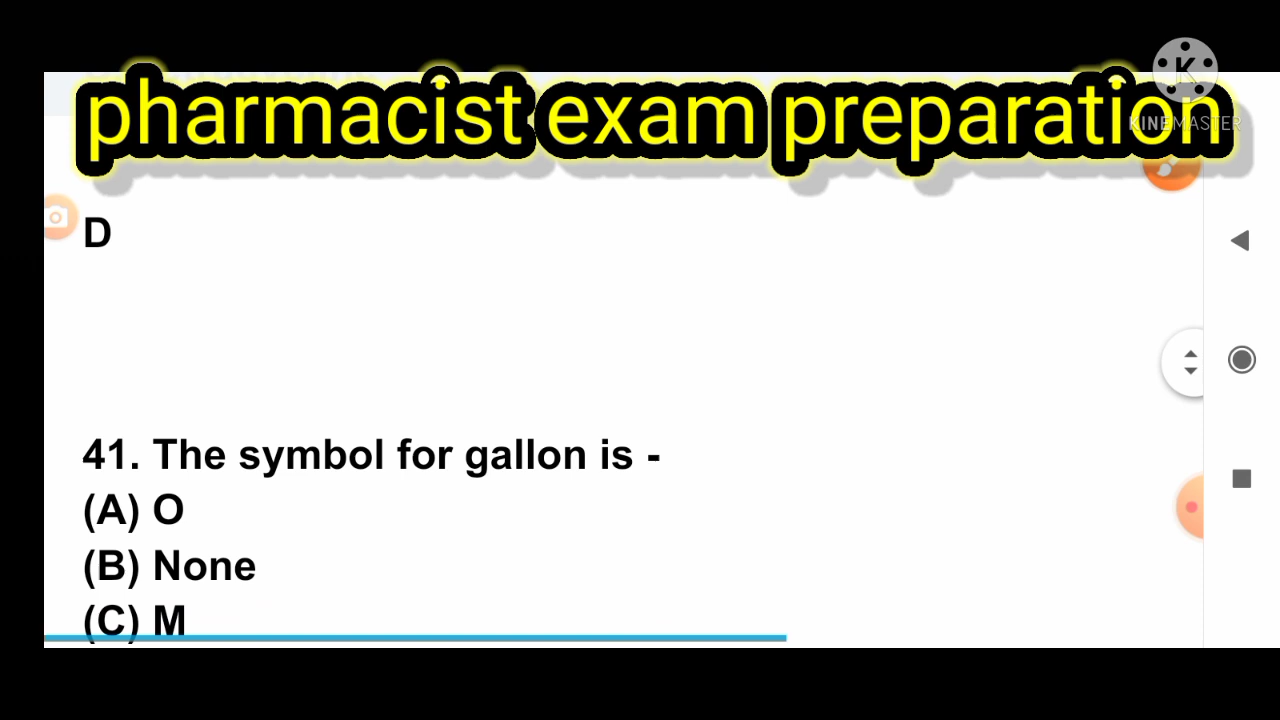 pharmacist exam preparation
KINEMASTER
D
41. The symbol for gallon is -
(A) O
(B) None
(C) M